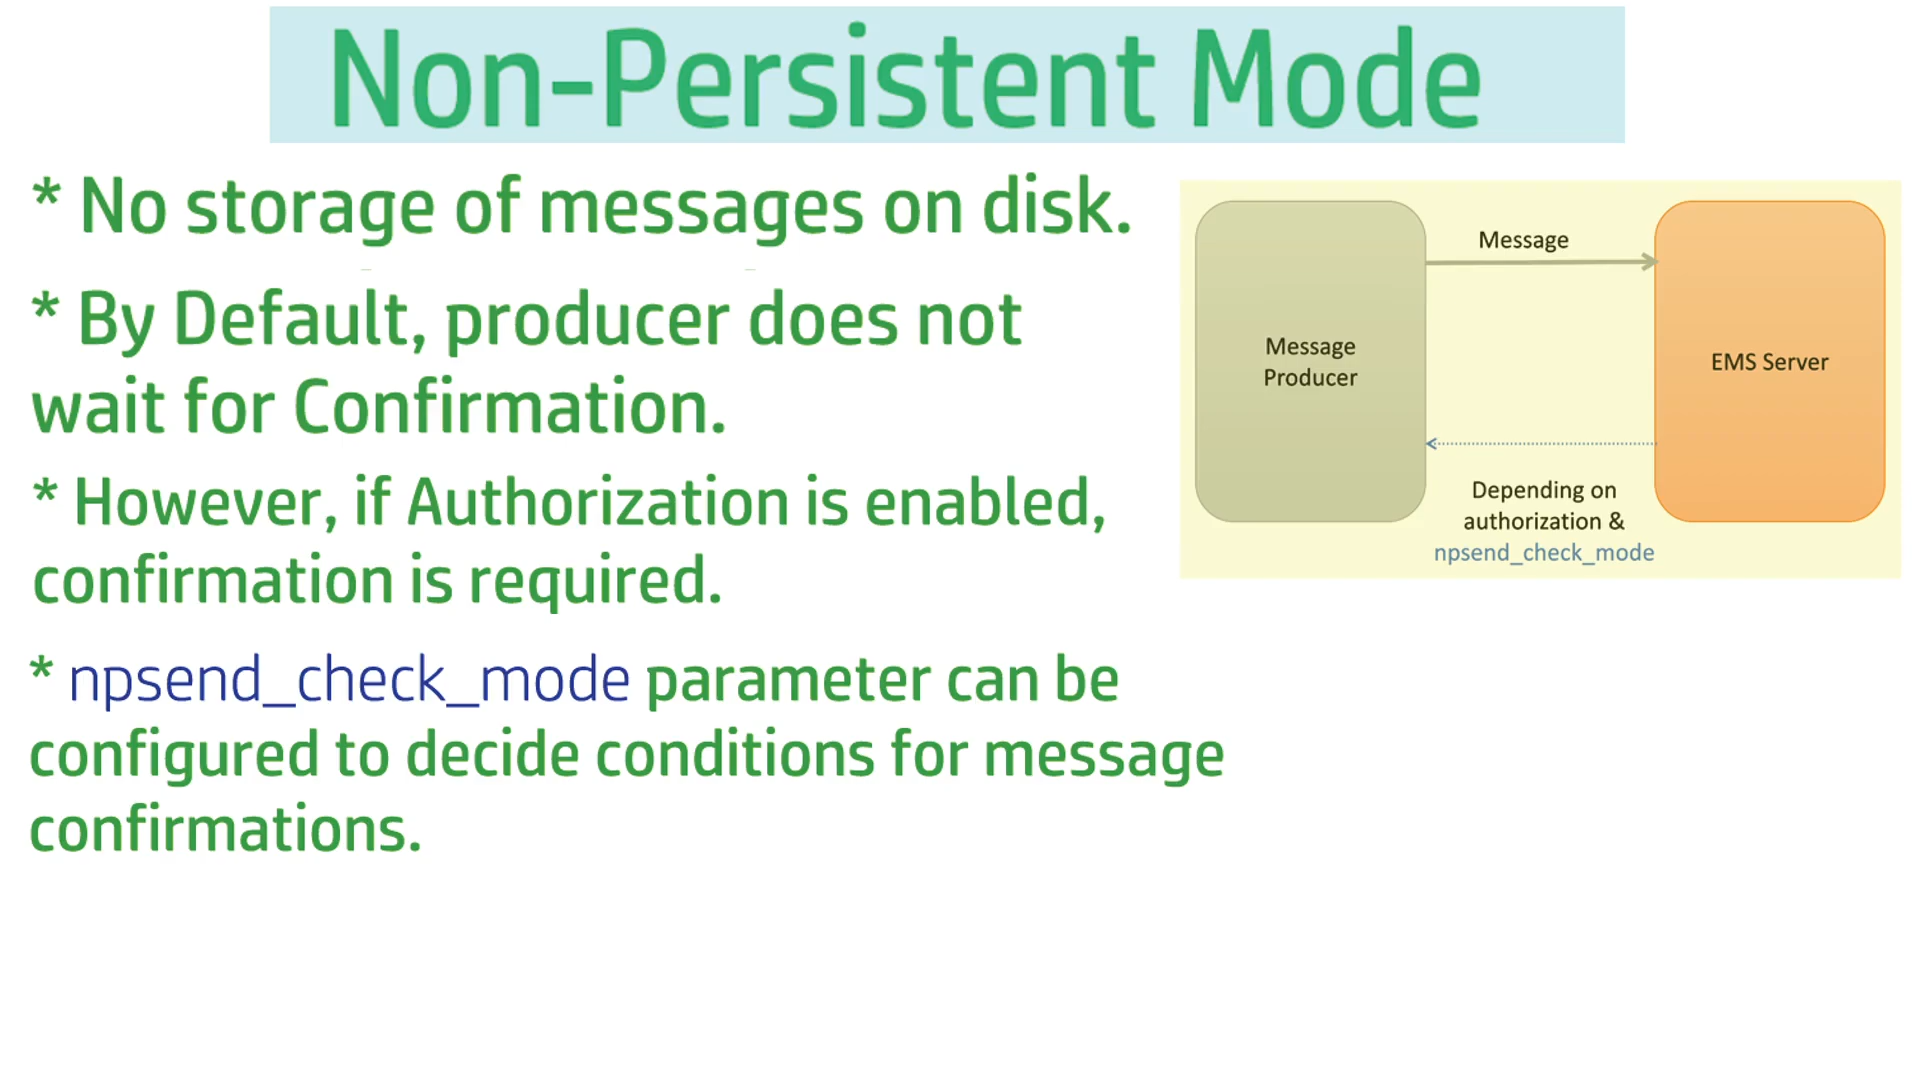 Non-Persistent Mode
* No storage of messages on disk.
* By Default, producer does not
wait for Confirmation.
* However, if Authorization is enabled,
confirmation is required.
* npsend_check_mode parameter can be
configured to decide conditions for message
confirmations.
Message
Message
Producer
EMS Server
Depending on
authorization &
npsend_check_mode